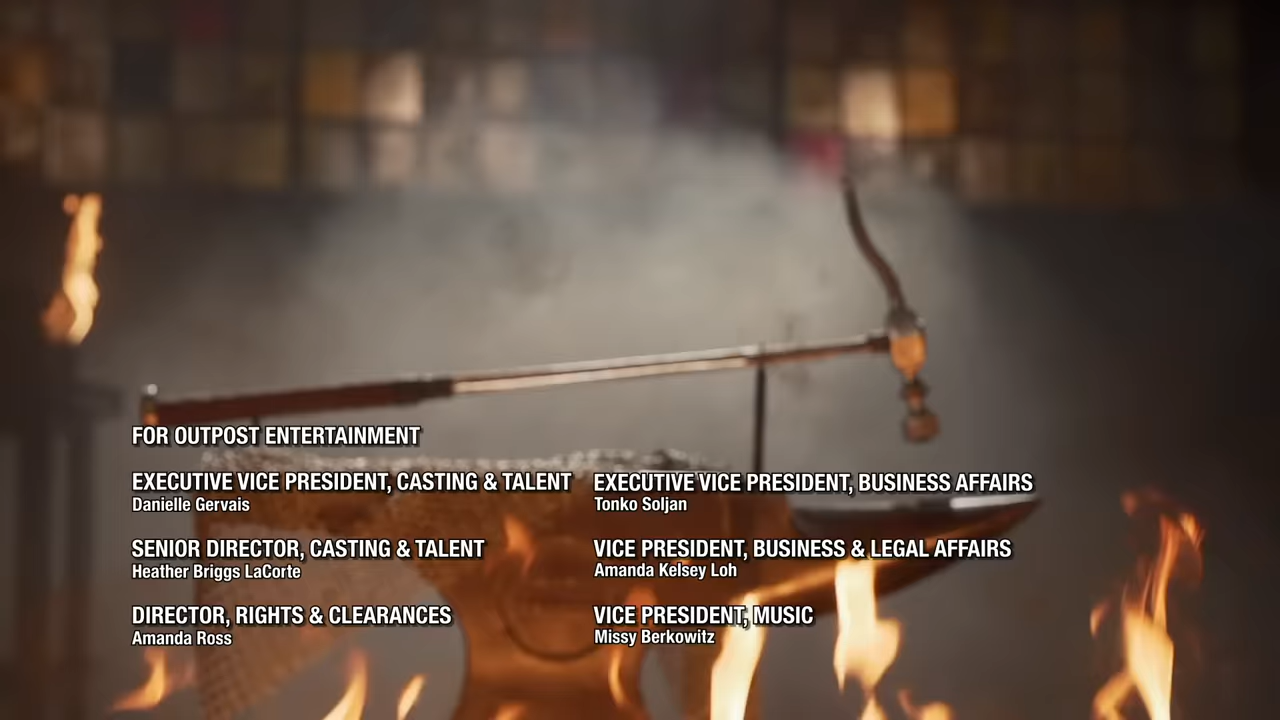 FOR OUTPOST ENTERTAINMENT
EXECUTIVE VICE PRESIDENT, CASTING & TALENT
Danielle Gervais
SENIOR DIRECTOR, CASTING & TALENT
Heather Briggs LaCorte
DIRECTOR, RIGHTS & CLEARANCES
Amanda Ross
EXECUTIVE VICE PRESIDENT, BUSINESS AFFAIRS
Tonko Soljan
VICE PRESIDENT, BUSINESS & LEGAL AFFAIRS
Amanda Kelsey Loh
VICE PRESIDENT, MUSIC
Missy Berkowitz